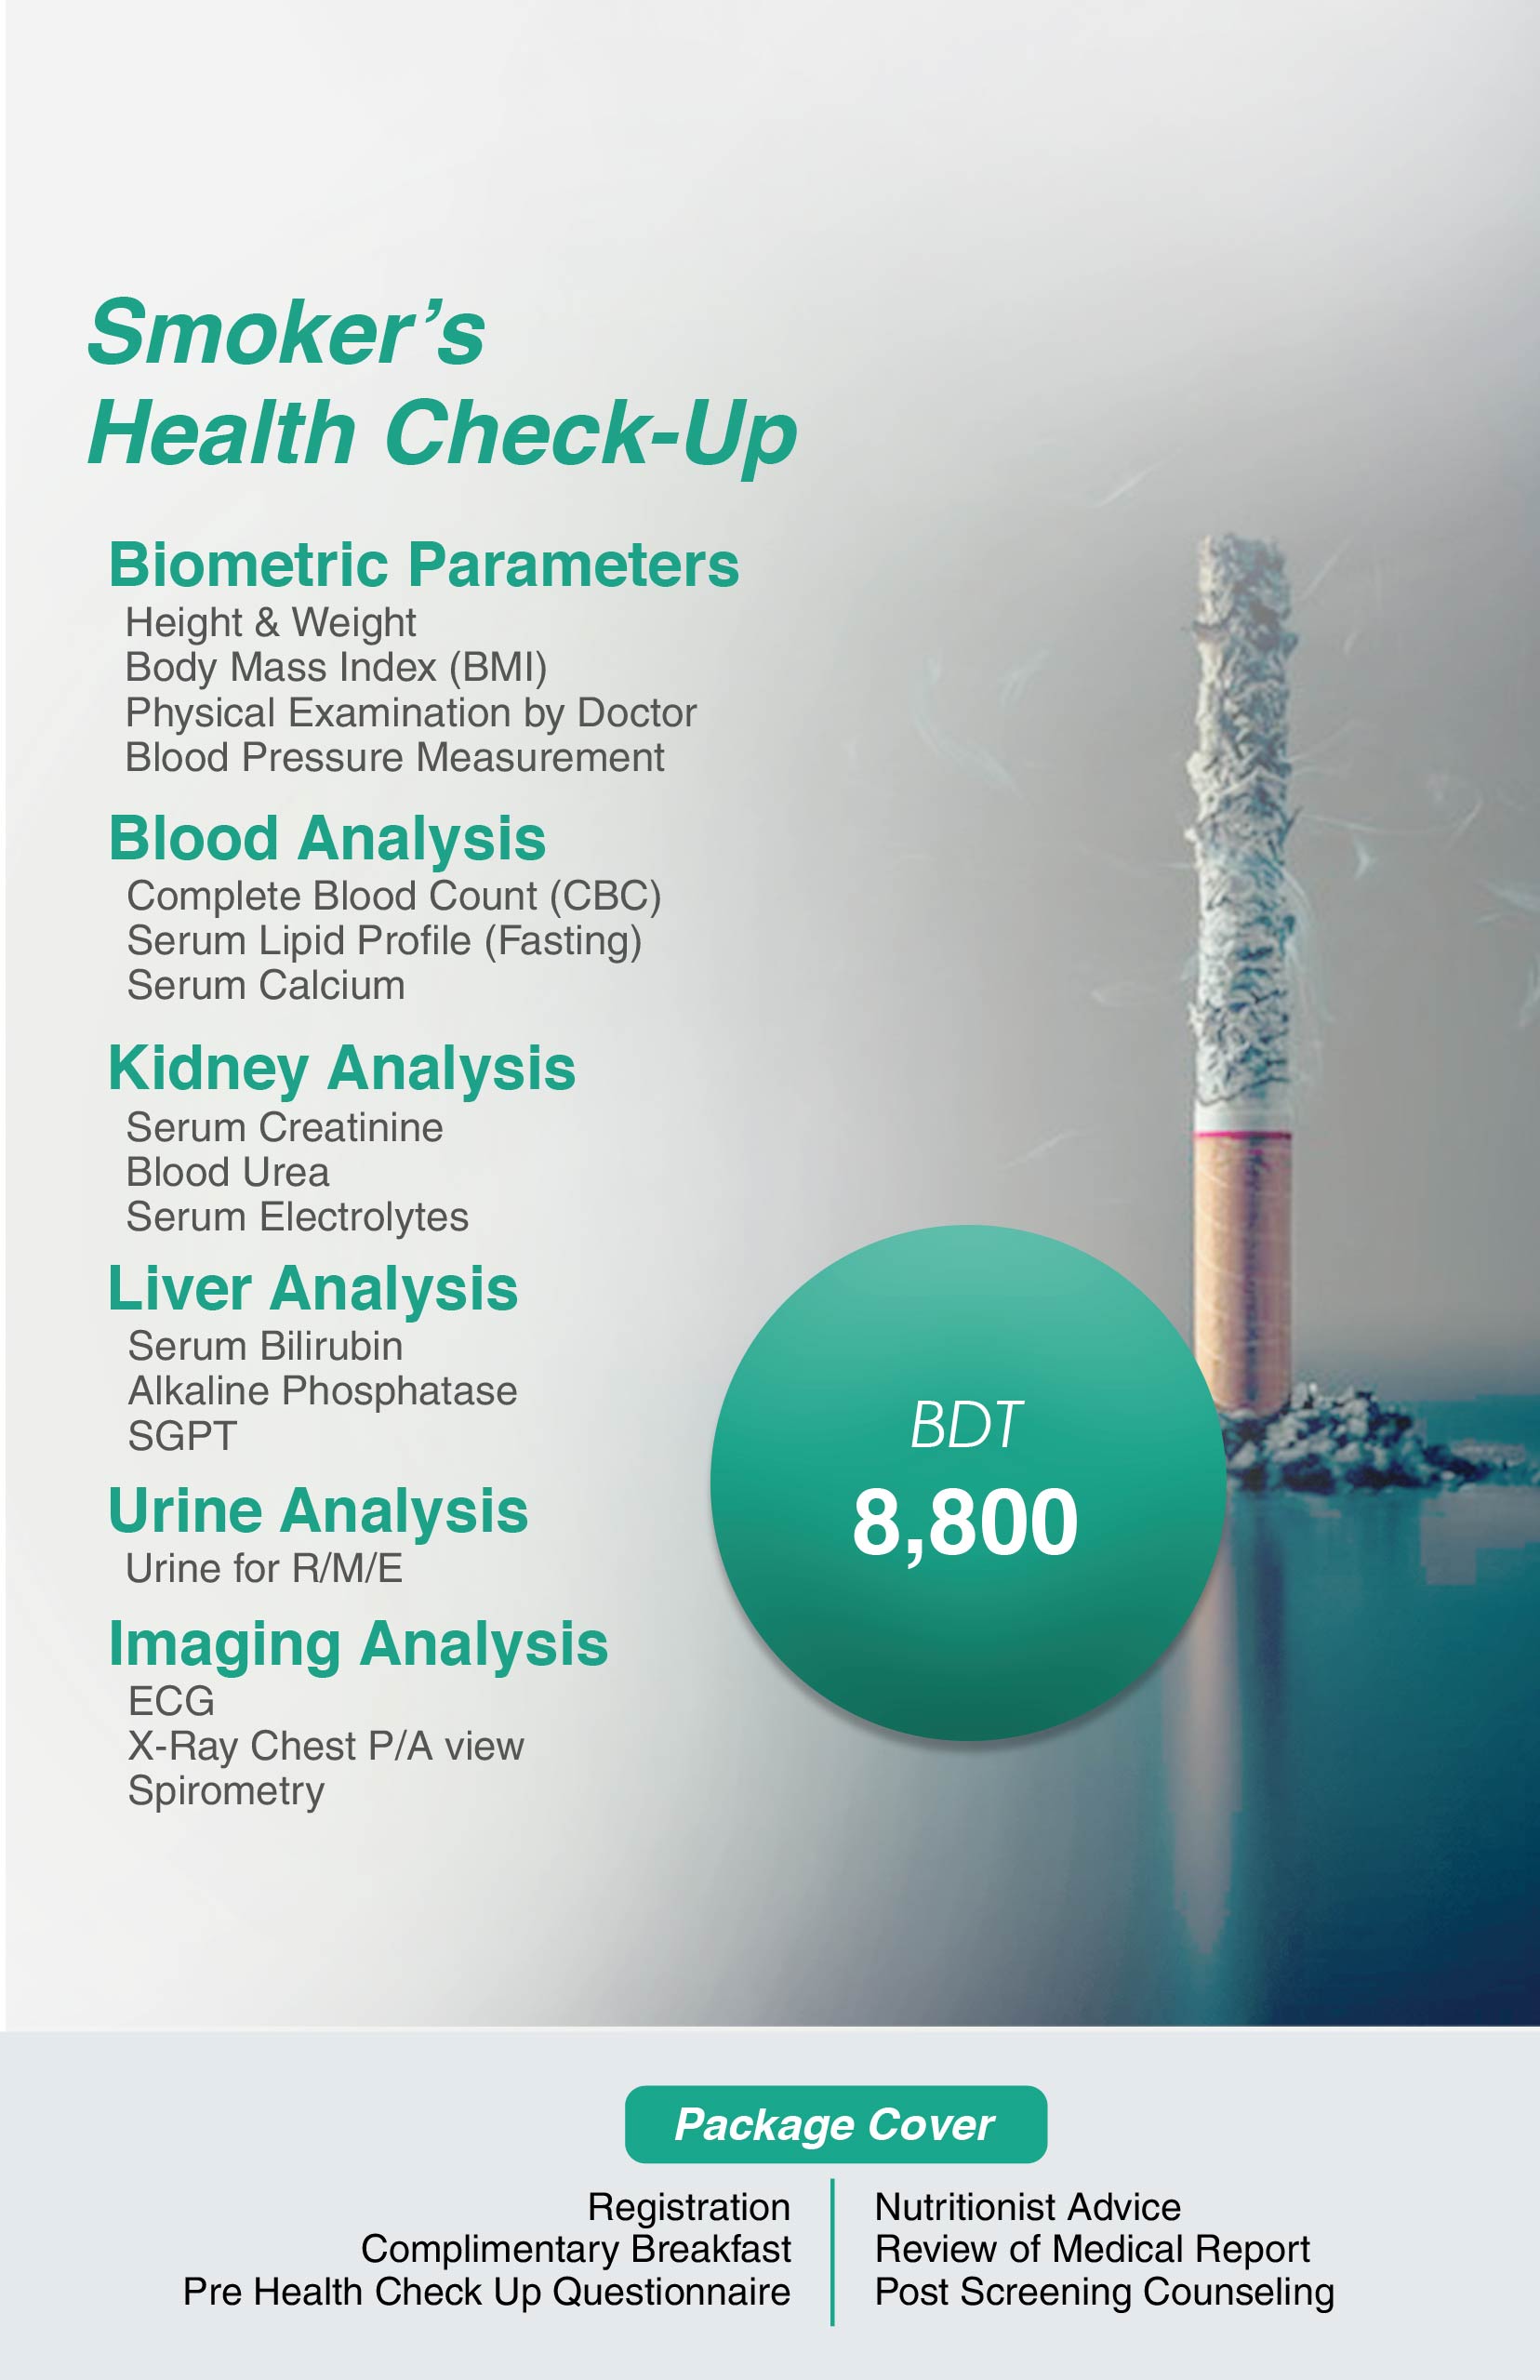 Smoker’s
Health Check-Up
Biometric Parameters
Height & Weight
Body Mass Index (BMI)
Physical Examination by Doctor
Blood Pressure Measurement
Blood Analysis
Complete Blood Count (CBC)
Serum Lipid Profile (Fasting)
Serum Calcium
Kidney Analysis
Serum Creatinine
Blood Urea
Serum Electrolytes
Liver Analysis
Serum Bilirubin
Alkaline Phosphatase
SGPT
Urine Analysis
Urine for R/M/E
Imaging Analysis
ECG
X-Ray Chest P/A view
Spirometry
BDT
8,800
Package Cover
Registration
Complimentary Breakfast
Pre Health Check Up Questionnaire
Nutritionist Advice
Review of Medical Report
Post Screening Counseling